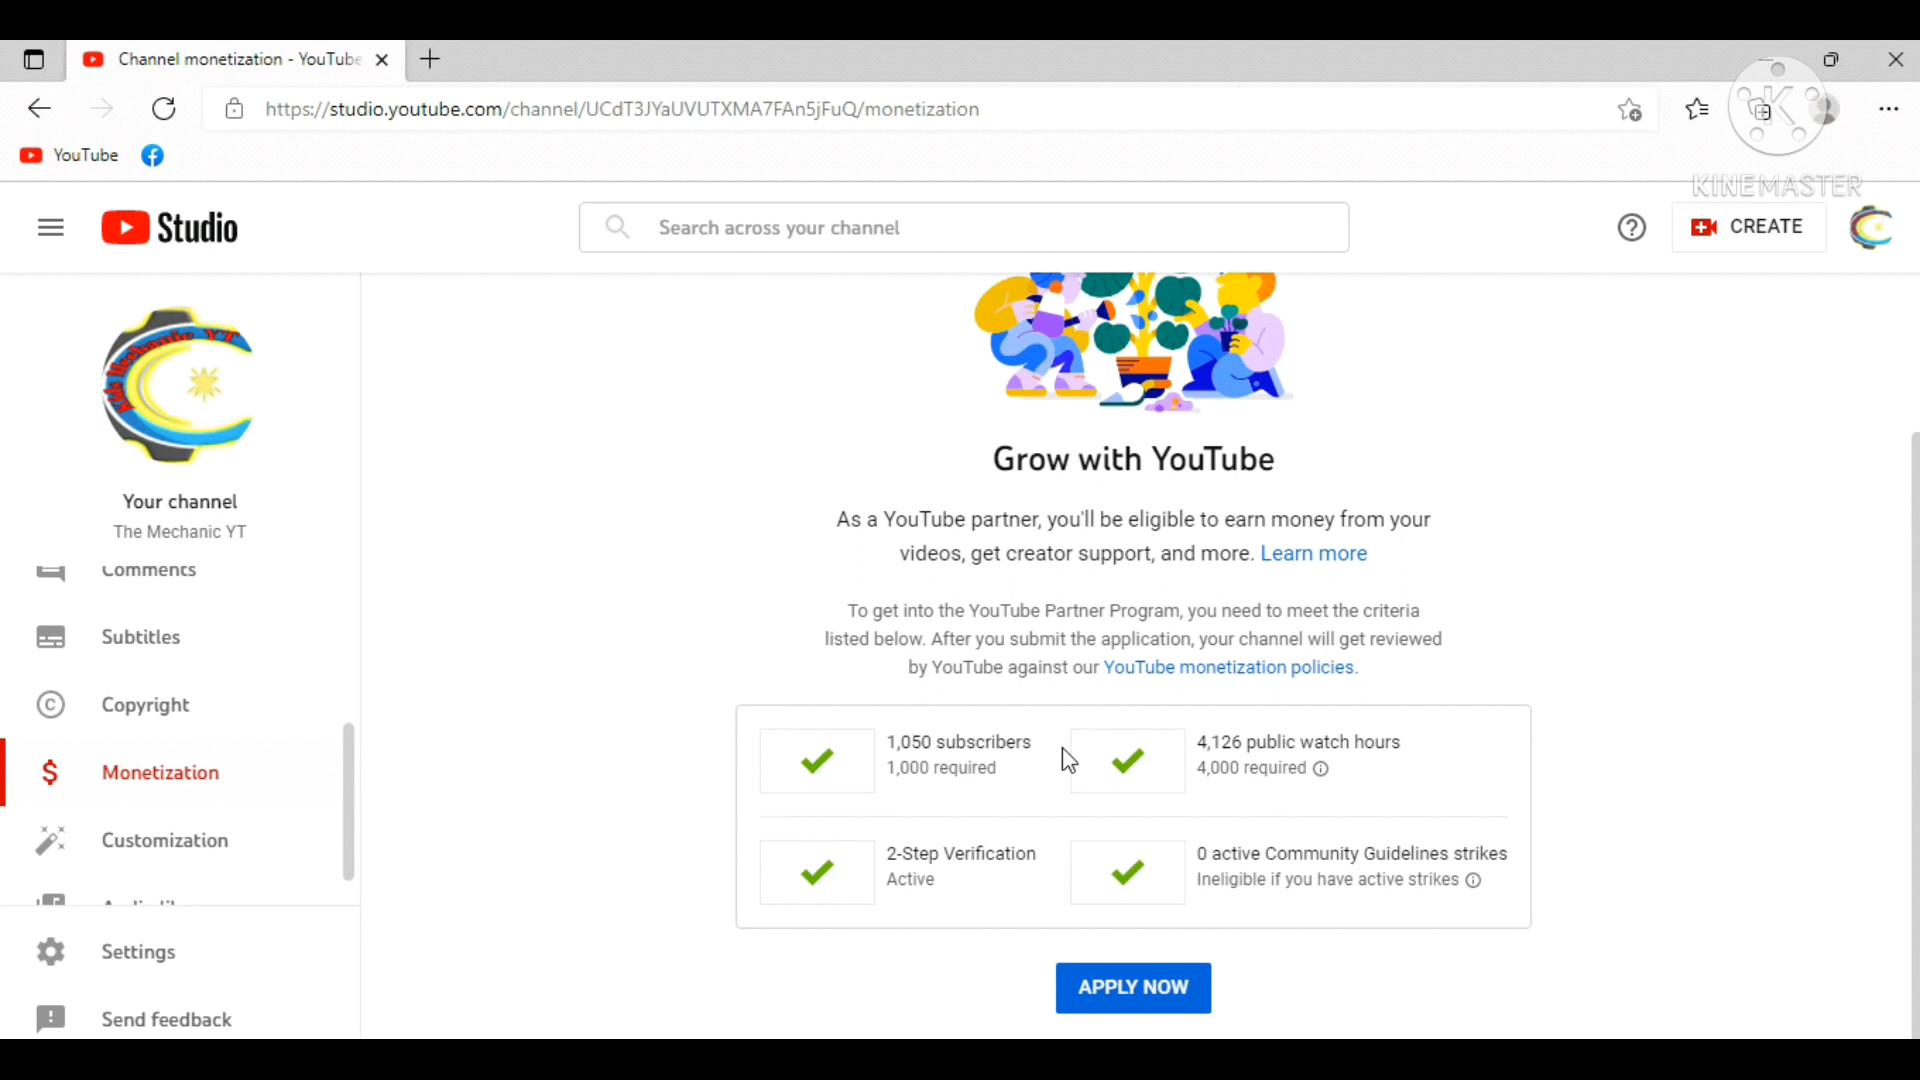 Channel monetization - YouTube
https://studio.youtube.com/channel/UCdT3JYaUVUTXMA7FAn5jFuQ/monetization
YouTube
KINEMASTER
Studio
Search across your channel
CREATE
Mechanic YT
Your channel
The Mechanic YT
Comments
Subtitles
Copyright
Monetization
Customization
Settings
Send feedback
Grow with YouTube
As a YouTube partner, you'll be eligible to earn money from your
videos, get creator support, and more. Learn more
To get into the YouTube Partner Program, you need to meet the criteria
listed below. After you submit the application, your channel will get reviewed
by YouTube against our YouTube monetization policies.
1,050 subscribers
1,000 required
4,126 public watch hours
4,000 required
2-Step Verification
Active
0 active Community Guidelines strikes
Ineligible if you have active strikes
APPLY NOW